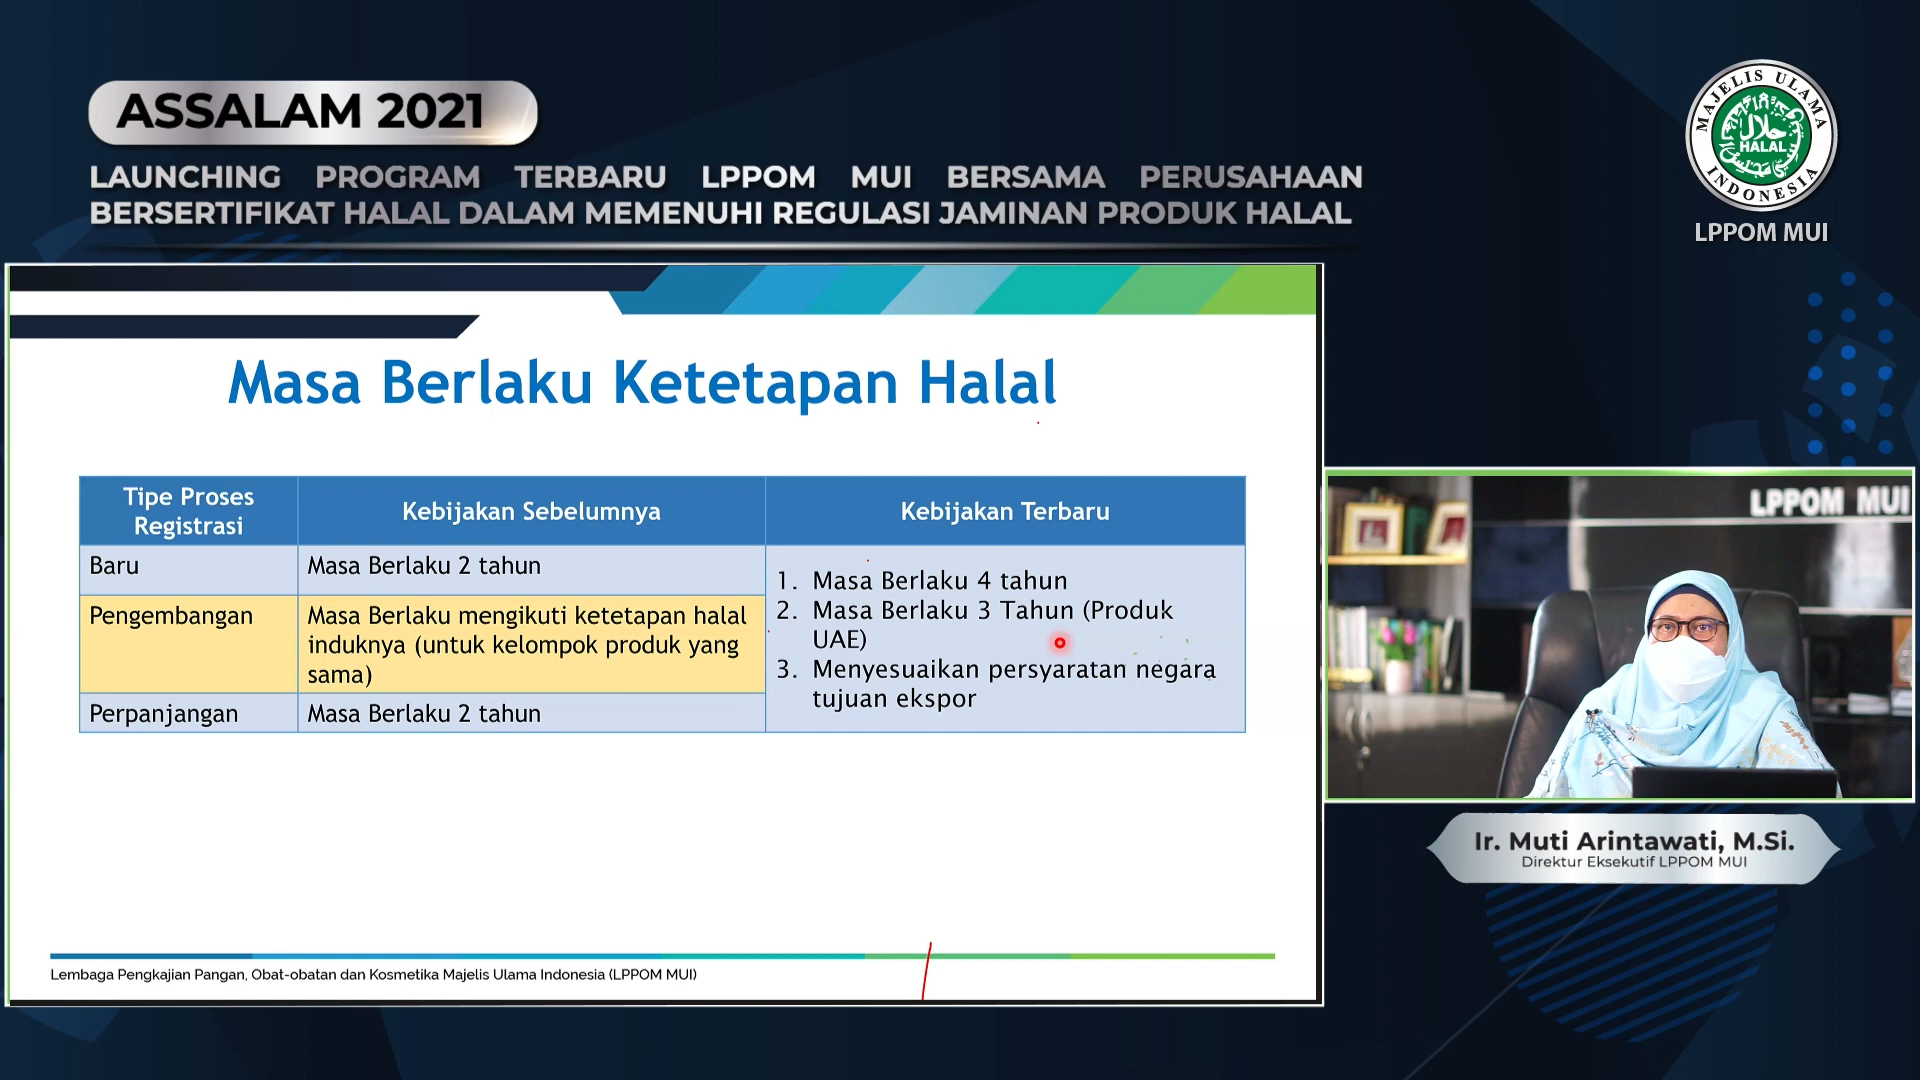 ASSALAM 2021
LAUNCHING PROGRAM TERBARU LPPOM MUI BERSAMA PERUSAHAAN
BERSERTIFIKAT HALAL DALAM MEMENUHI REGULASI JAMINAN PRODUK HALAL
MAJELIS ULAMA
حلال
HALAL
INDONESIA
LPPOM MUI
Masa Berlaku Ketetapan Halal
Tipe Proses
Registrasi
Kebijakan Sebelumnya
Kebijakan Terbaru
Baru
Masa Berlaku 2 tahun
Pengembangan
Masa Berlaku mengikuti ketetapan halal
induknya (untuk kelompok produk yang
sama)
Perpanjangan
Masa Berlaku 2 tahun
1. Masa Berlaku 4 tahun
2. Masa Berlaku 3 Tahun (Produk
UAE)
3. Menyesuaikan persyaratan negara
tujuan ekspor
Lembaga Pengkajian Pangan, Obat-obatan dan Kosmetika Majelis Ulama Indonesia (LPPOM MUI)
LPPOM MUI
Ir. Muti Arintawati, M.Si.
Direktur Eksekutif LPPOM MUI